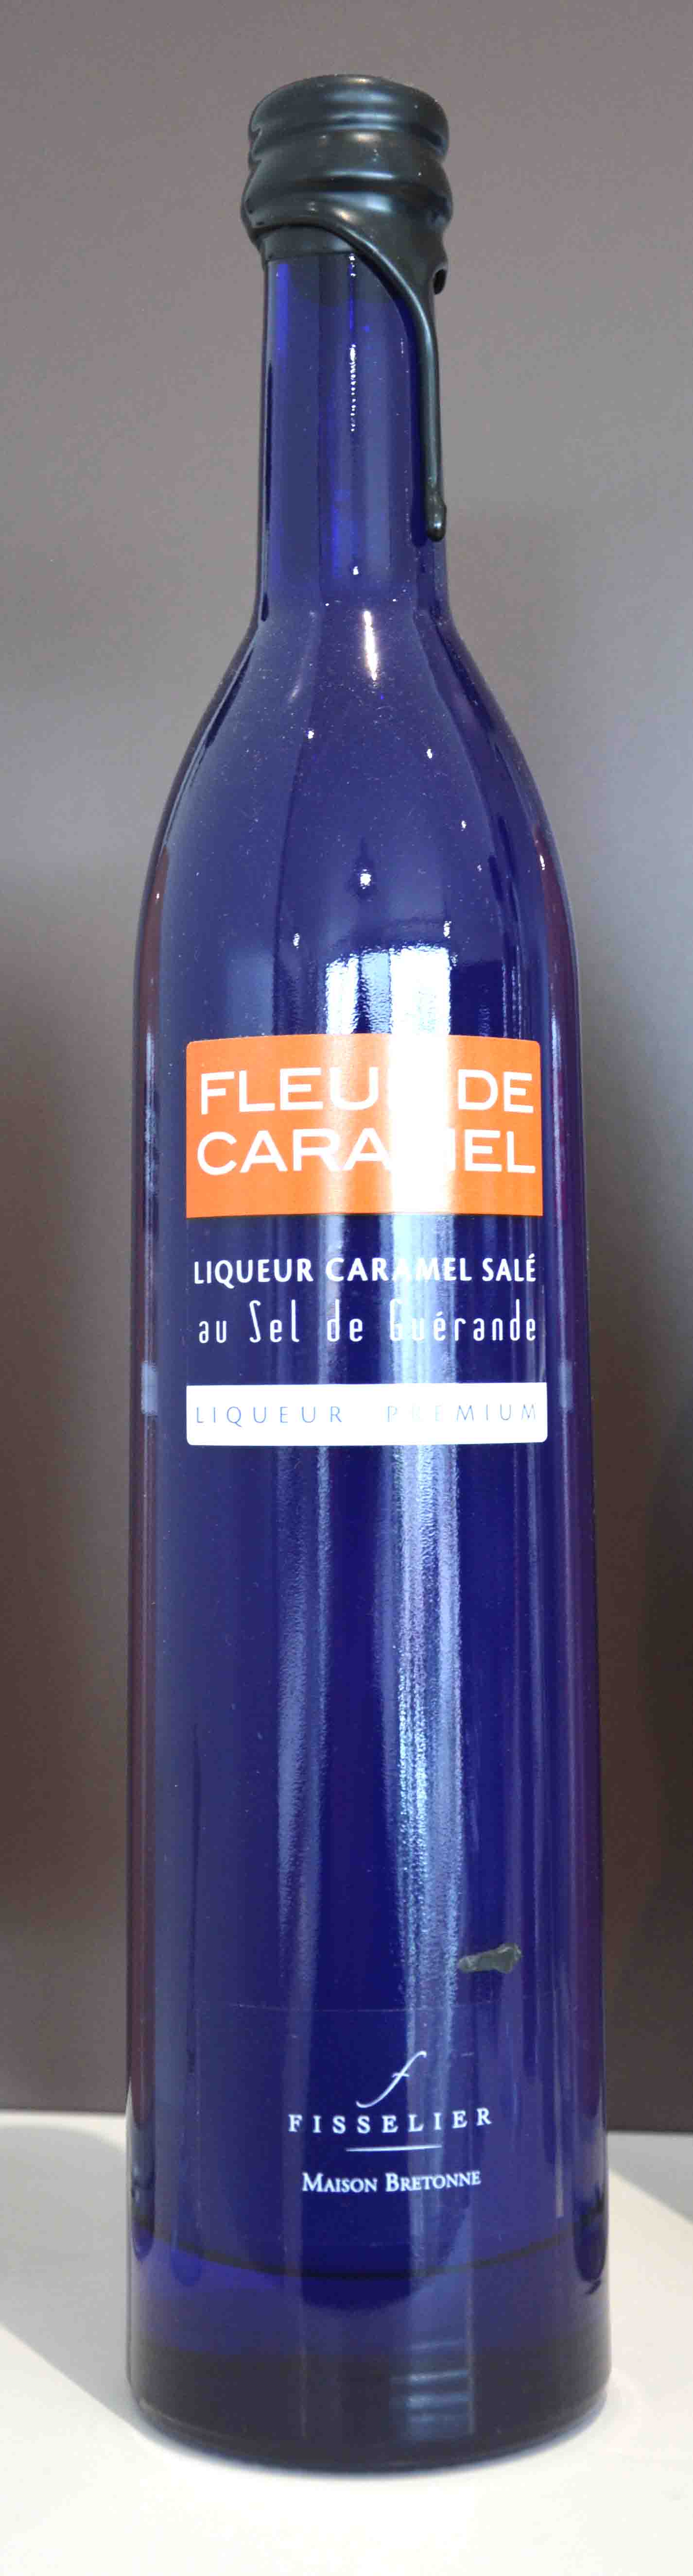 FLEUR DE
CARAMEL
LIQUEUR CARAMEL SALÉ
au Sel de Guérande
LIQUEUR PREMIUM
f
FISSELIER
MAISON BRETONNE